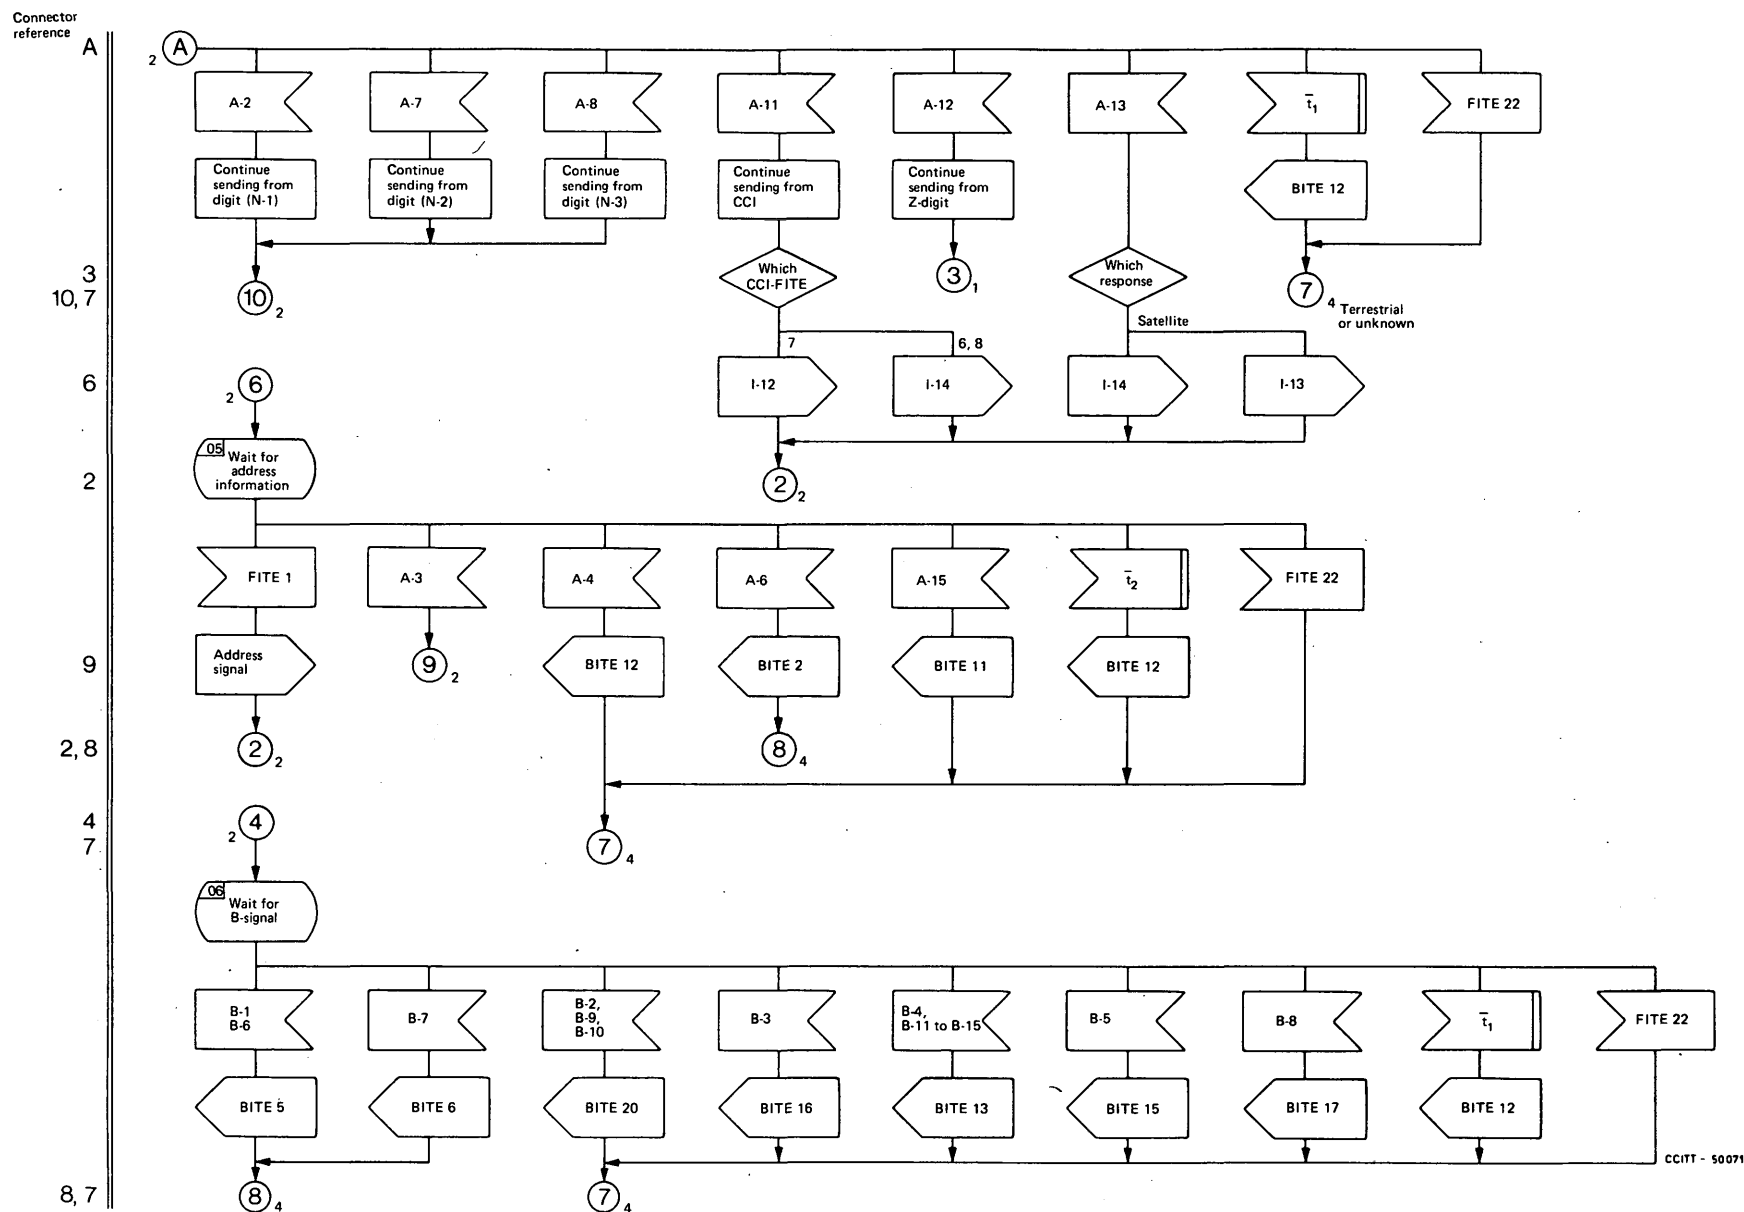 Connector
reference
A
2 A
A-2
A-7
A-8
A-11
A-12
A-13
t̄1
FITE 22
Continue
sending from
digit (N-1)
Continue
sending from
digit (N-2)
Continue
sending from
digit (N-3)
Continue
sending from
CCI
Continue
sending from
Z-digit
BITE 12
3
10, 7
10 2
Which
CCI-FITE
3 1
Which
response
7 4
Terrestrial
or unknown
Satellite
7
6, 8
6
2 6
I-12
I-14
I-14
I-13
05
Wait for
address
information
2
2 2
FITE 1
A-3
A-4
A-6
A-15
t̄2
FITE 22
9
Address
signal
9 2
BITE 12
BITE 2
BITE 11
BITE 12
2, 8
2 2
8 4
4
7
2 4
7 4
06
Wait for
B-signal
B-1
B-6
B-7
B-2,
B-9,
B-10
B-3
B-4,
B-11 to B-15
B-5
B-8
t̄1
FITE 22
BITE 5
BITE 6
BITE 20
BITE 16
BITE 13
BITE 15
BITE 17
BITE 12
CCITT - 50071
8, 7
8 4
7 4